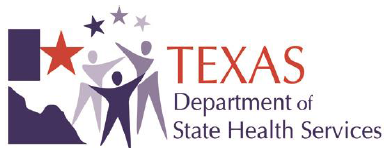 TEXAS
Department of
State Health Services